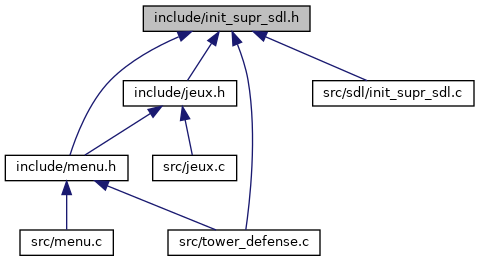 include/init_supr_sdl.h
include/jeux.h
src/sdl/init_supr_sdl.c
include/menu.h
src/jeux.c
src/menu.c
src/tower_defense.c